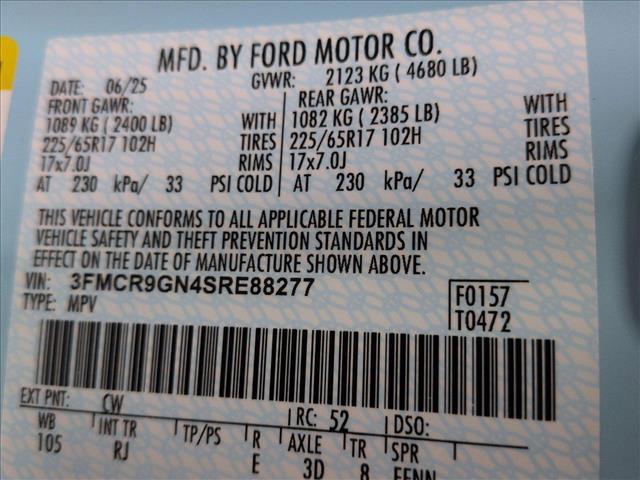 MFD. BY FORD MOTOR CO.
DATE: 06/25 GVWR: 2123 KG ( 4680 LB)
FRONT GAWR: REAR GAWR:
1089 KG ( 2400 LB) WITH 1082 KG ( 2385 LB) WITH
225/65R17 102H TIRES 225/65R17 102H TIRES
17x7.0J RIMS 17x7.0J RIMS
AT 230 kPa/ 33 PSI COLD AT 230 kPa/ 33 PSI COLD
THIS VEHICLE CONFORMS TO ALL APPLICABLE FEDERAL MOTOR
VEHICLE SAFETY AND THEFT PREVENTION STANDARDS IN
EFFECT ON THE DATE OF MANUFACTURE SHOWN ABOVE.
VIN: 3FMCR9GN4SRE88277 F0157
TYPE: MPV T0472
EXT PNT: CW RC: 52 DSO:
WB INT TR TP/PS R AXLE TR SPR
105 RJ E 3D 8 FFNN